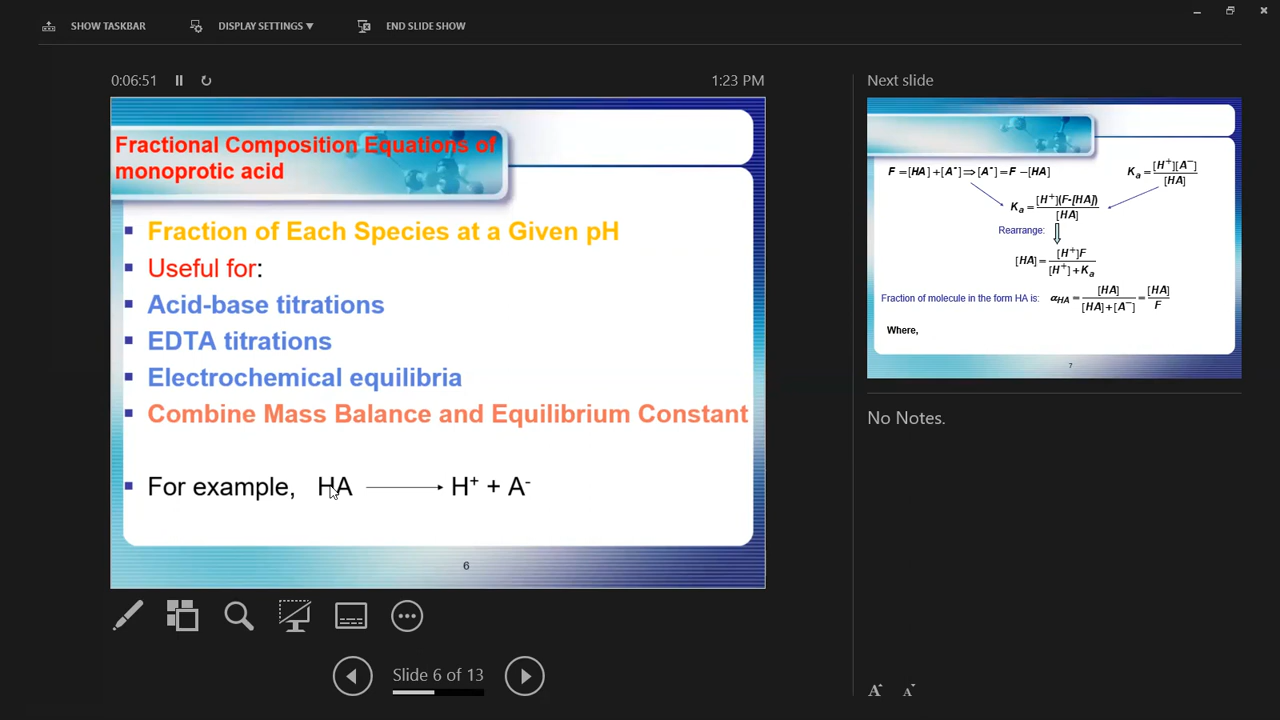 SHOW TASKBAR
DISPLAY SETTINGS ▼
END SLIDE SHOW
0:06:51
1:23 PM
Fractional Composition Equations of
monoprotic acid
▪ Fraction of Each Species at a Given pH
▪ Useful for:
▪ Acid-base titrations
▪ EDTA titrations
▪ Electrochemical equilibria
▪ Combine Mass Balance and Equilibrium Constant
▪ For example, HA ⟶ H⁺ + A⁻
6
Slide 6 of 13
Next slide
F = [HA] + [A⁻] ⇒ [A⁻] = F − [HA]
Kₐ = [H⁺][A⁻] / [HA]
Kₐ = [H⁺](F-[HA]) / [HA]
Rearrange:
[HA] = [H⁺]F / [H⁺] + Kₐ
Fraction of molecule in the form HA is: α_HA = [HA] / [HA] + [A⁻] = [HA] / F
Where,
7
No Notes.
A A